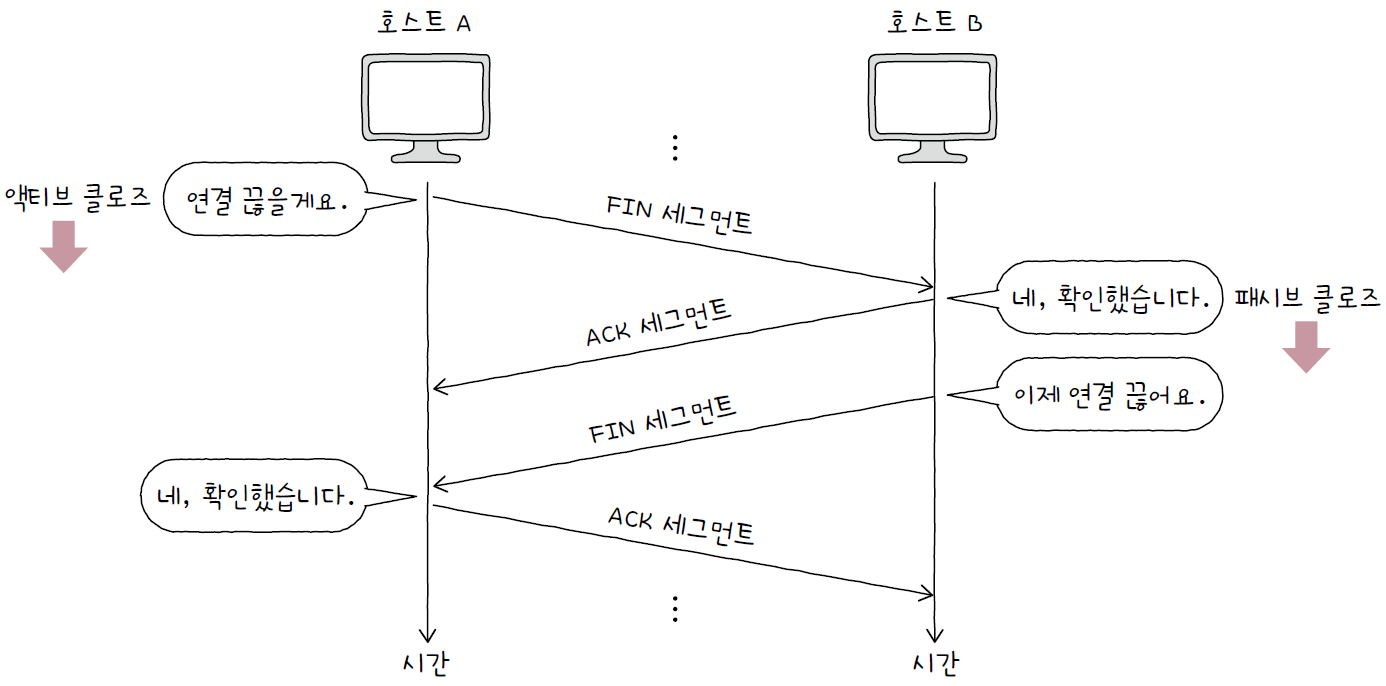 호스트 A
호스트 B
액티브 클로즈
연결 끊을게요.
FIN 세그먼트
네, 확인했습니다.
패시브 클로즈
ACK 세그먼트
이제 연결 끊어요.
FIN 세그먼트
네, 확인했습니다.
ACK 세그먼트
시간
시간